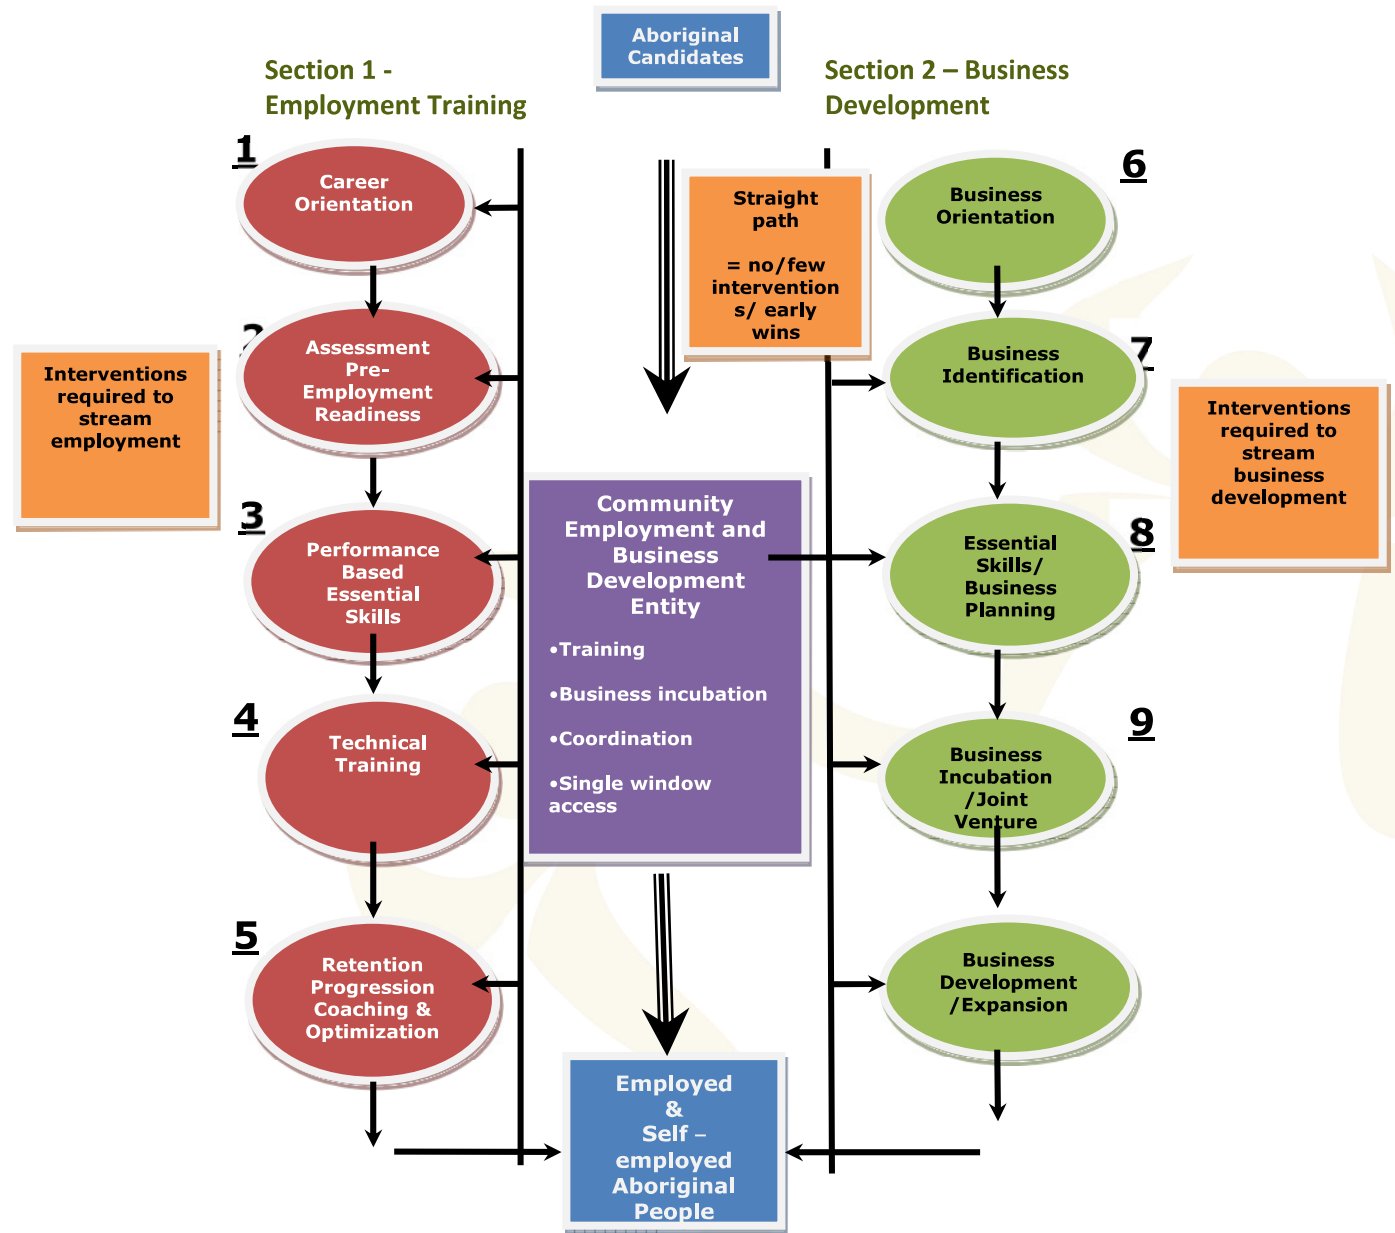 Aboriginal
Candidates
Section 1 -
Employment Training
Section 2 – Business
Development
1
Career
Orientation
2
Assessment
Pre-
Employment
Readiness
Interventions
required to
stream
employment
3
Performance
Based
Essential
Skills
4
Technical
Training
5
Retention
Progression
Coaching &
Optimization
Straight
path
= no/few
intervention
s/ early
wins
Community
Employment and
Business
Development
Entity
•Training
•Business incubation
•Coordination
•Single window
access
Employed
&
Self –
employed
Aboriginal
People
6
Business
Orientation
7
Business
Identification
Interventions
required to
stream
business
development
8
Essential
Skills/
Business
Planning
9
Business
Incubation
/Joint
Venture
Business
Development
/Expansion